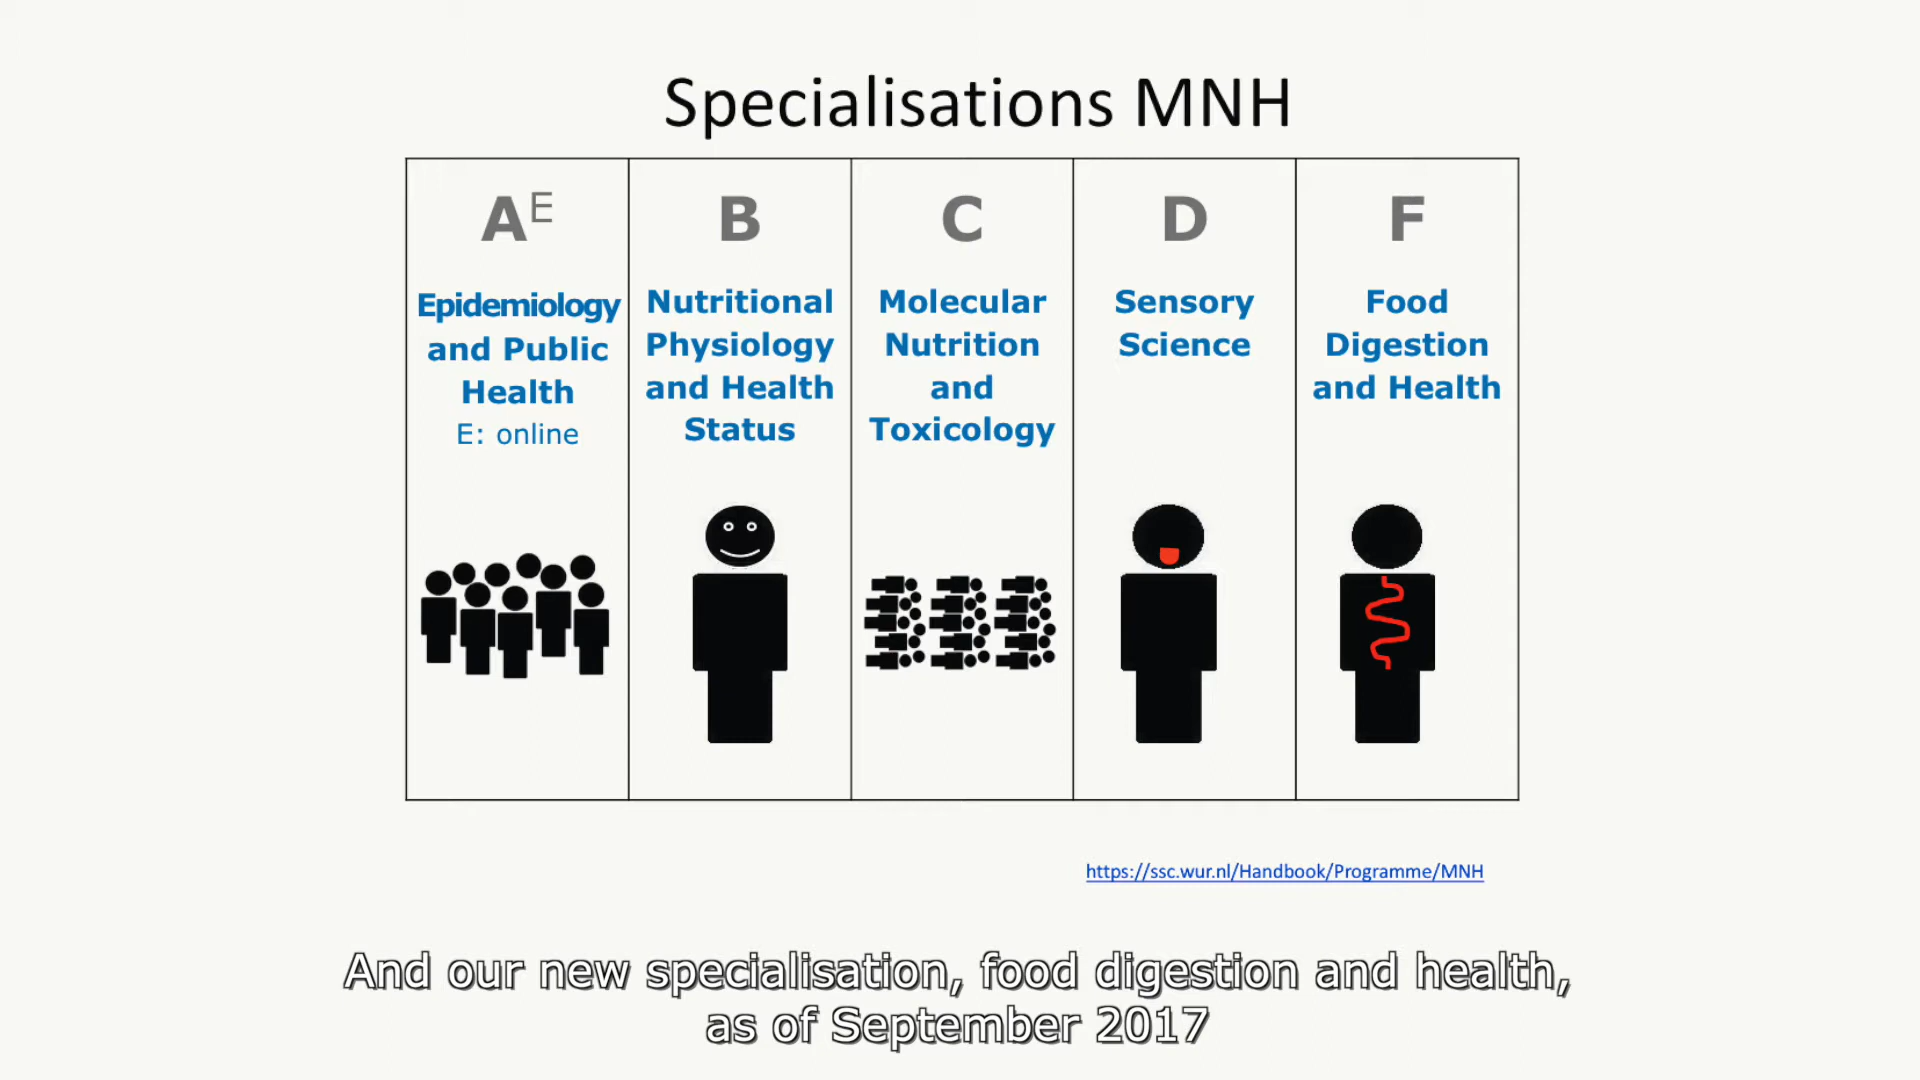 Specialisations MNH
A E
Epidemiology
and Public
Health
E: online
B
Nutritional
Physiology
and Health
Status
C
Molecular
Nutrition
and
Toxicology
D
Sensory
Science
F
Food
Digestion
and Health
https://ssc.wur.nl/Handbook/Programme/MNH
And our new specialisation, food digestion and health,
as of September 2017